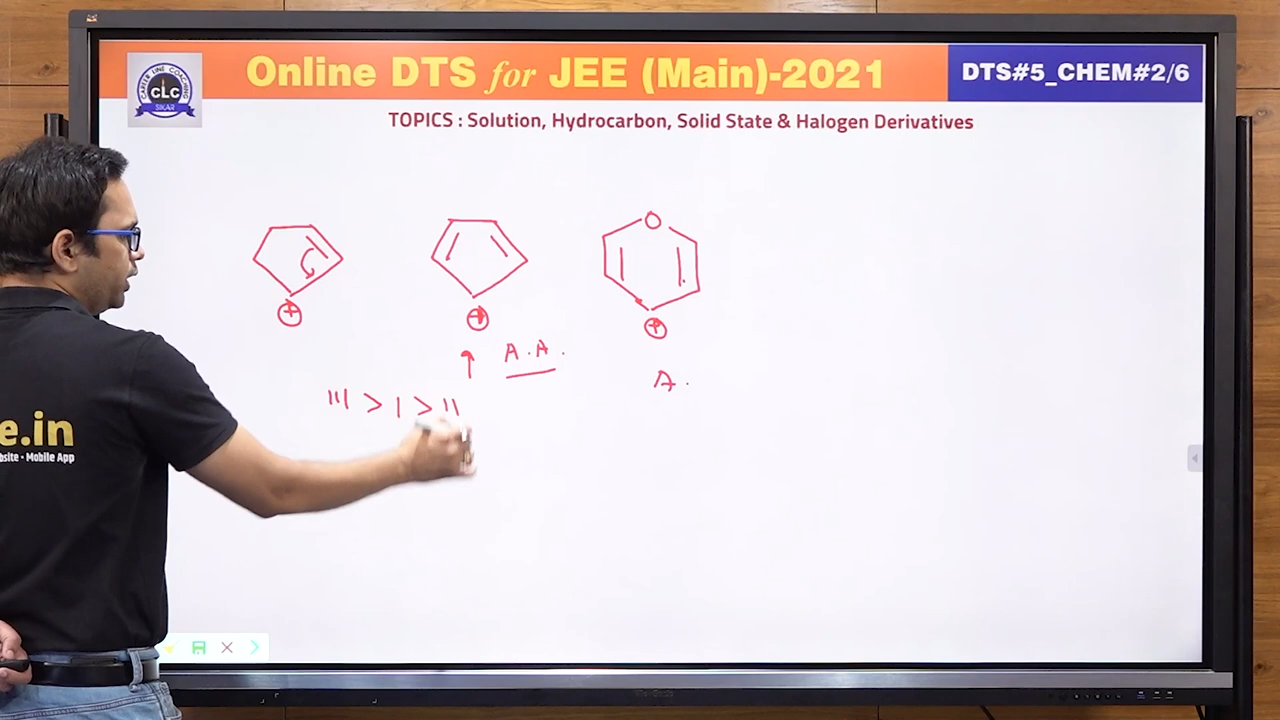 Online DTS for JEE (Main)-2021
DTS#5_CHEM#2/6
CAREER LINE COACHING
CLC
SIKAR
TOPICS : Solution, Hydrocarbon, Solid State & Halogen Derivatives
O
+ + +
A.A.
A.
III > I > II
e.in
bsite - Mobile App